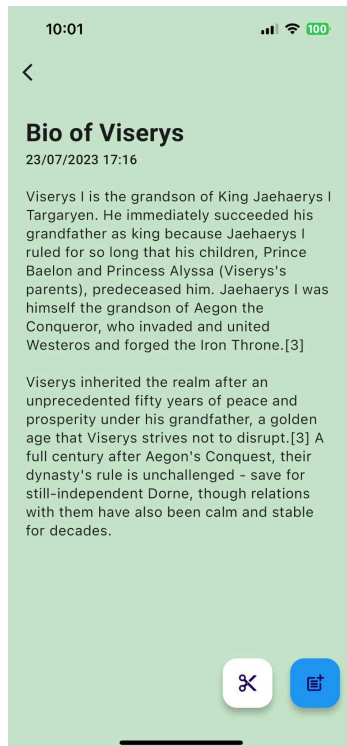 10:01
100
Bio of Viserys
23/07/2023 17:16
Viserys I is the grandson of King Jaehaerys I
Targaryen. He immediately succeeded his
grandfather as king because Jaehaerys I
ruled for so long that his children, Prince
Baelon and Princess Alyssa (Viserys's
parents), predeceased him. Jaehaerys I was
himself the grandson of Aegon the
Conqueror, who invaded and united
Westeros and forged the Iron Throne.[3]
Viserys inherited the realm after an
unprecedented fifty years of peace and
prosperity under his grandfather, a golden
age that Viserys strives not to disrupt.[3] A
full century after Aegon's Conquest, their
dynasty's rule is unchallenged - save for
still-independent Dorne, though relations
with them have also been calm and stable
for decades.